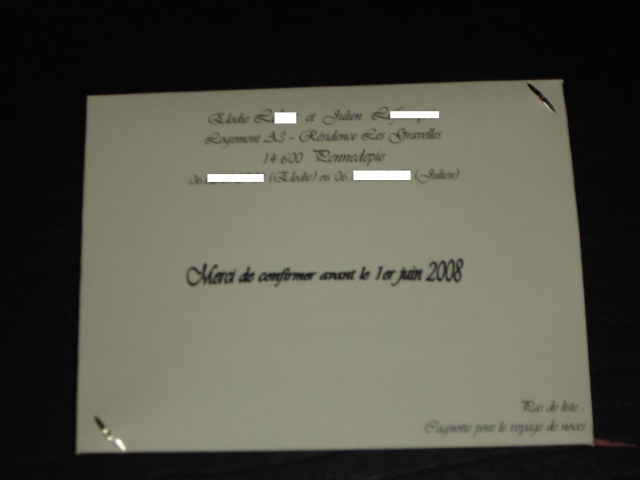 Elodie et Julien
Logement A3 - Résidence Les Gravelles
14 600 Pennedepie
06. (Elodie) ou 06. (Julien)
Merci de confirmer avant le 1er juin 2008
Pas de liste.
Cagnotte pour le voyage de noces